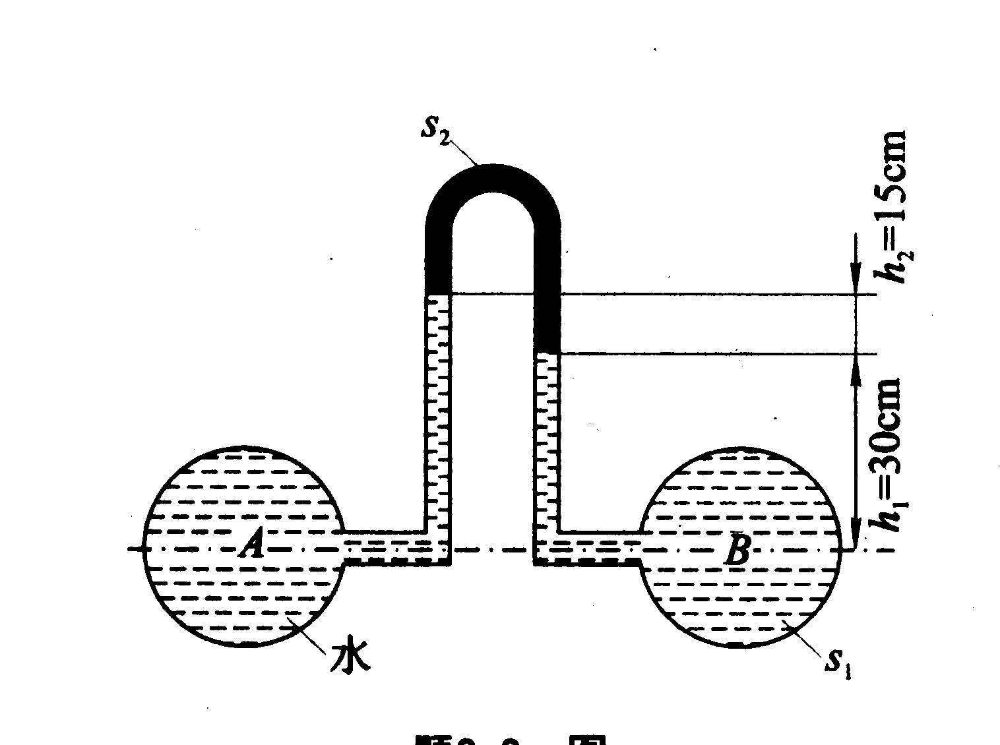 s₂
h₂=15cm
h₁=30cm
A
B
水
s₁